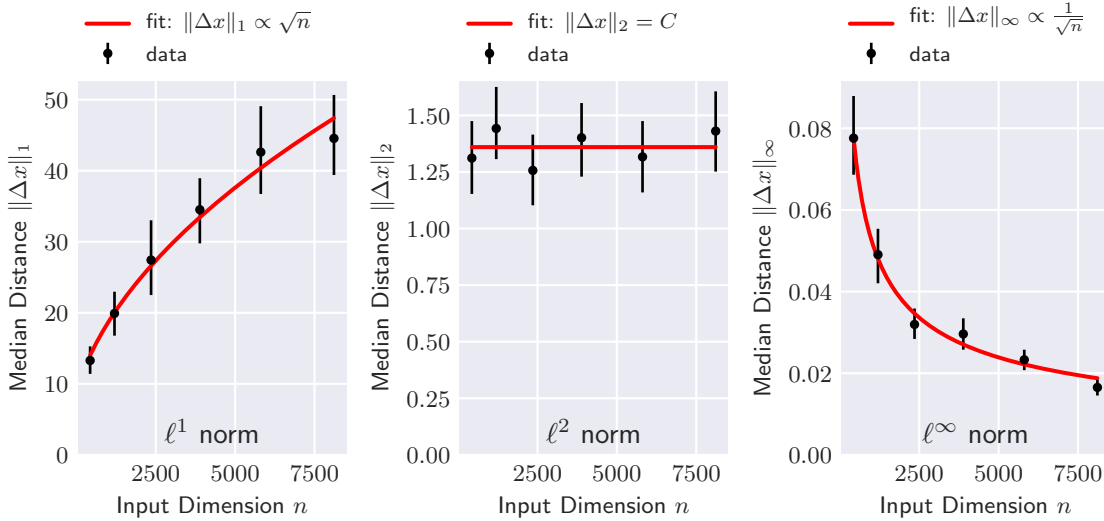 fit: ‖Δx‖₁ ∝ √n
data
50
40
30
20
10
0
Median Distance ‖Δx‖₁
ℓ¹ norm
2500 5000 7500
Input Dimension n
fit: ‖Δx‖₂ = C
data
1.50
1.25
1.00
0.75
0.50
0.25
0.00
Median Distance ‖Δx‖₂
ℓ² norm
2500 5000 7500
Input Dimension n
fit: ‖Δx‖∞ ∝ 1/√n
data
0.08
0.06
0.04
0.02
0.00
Median Distance ‖Δx‖∞
ℓ∞ norm
2500 5000 7500
Input Dimension n